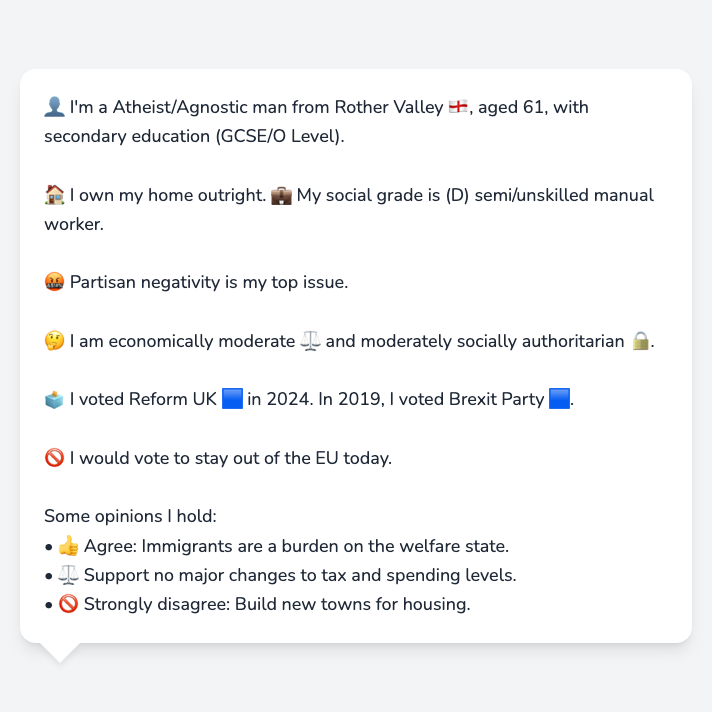 👤 I'm a Atheist/Agnostic man from Rother Valley 🏴󠁧󠁢󠁥󠁮󠁧󠁿, aged 61, with
secondary education (GCSE/O Level).
🏠 I own my home outright. 💼 My social grade is (D) semi/unskilled manual
worker.
🤬 Partisan negativity is my top issue.
🤔 I am economically moderate ⚖️ and moderately socially authoritarian 🔒.
🗳️ I voted Reform UK 🟦 in 2024. In 2019, I voted Brexit Party 🟦.
🚫 I would vote to stay out of the EU today.
Some opinions I hold:
• 👍 Agree: Immigrants are a burden on the welfare state.
• ⚖️ Support no major changes to tax and spending levels.
• 🚫 Strongly disagree: Build new towns for housing.